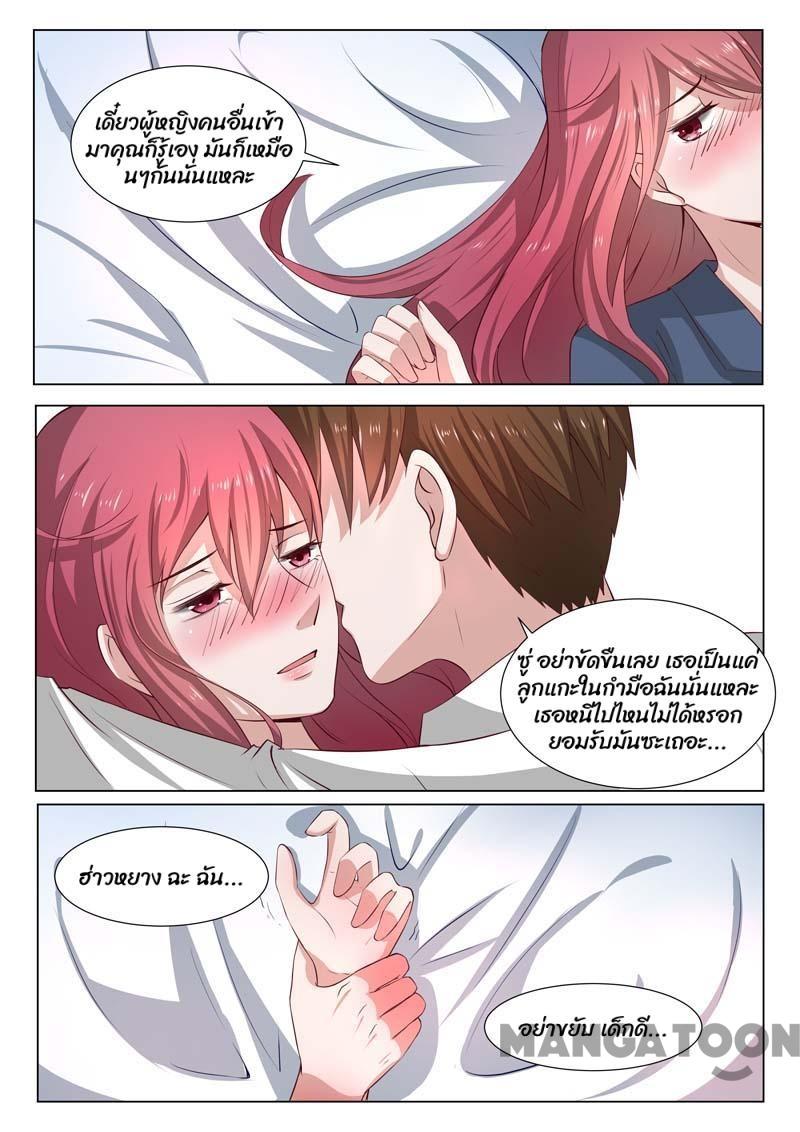 เดี๋ยวผู้หญิงคนอื่นเข้า
มาคุณก็รู้เอง มันก็เหมือ
นๆกันนั่นแหละ
ซู่ อย่าขัดขืนเลย เธอเป็นแค่
ลูกแกะในกำมือฉันนั่นแหละ
เธอหนีไปไหนไม่ได้หรอก
ยอมรับมันซะเถอะ...
ฮ่าวหยาง ฉะ ฉัน...
อย่าขยับ เด็กดี...
MANGATOON